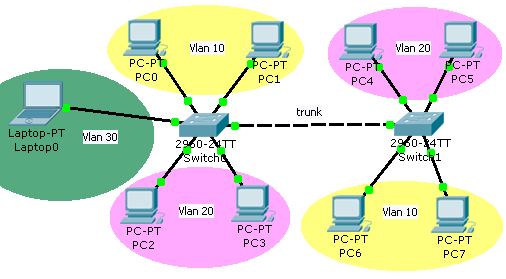 Vlan 10
PC-PT
PC0
PC-PT
PC1
Vlan 20
PC-PT
PC4
PC-PT
PC5
Laptop-PT
Laptop0
Vlan 30
trunk
2960-24TT
Switch0
2960-24TT
Switch1
Vlan 20
PC-PT
PC2
PC-PT
PC3
Vlan 10
PC-PT
PC6
PC-PT
PC7